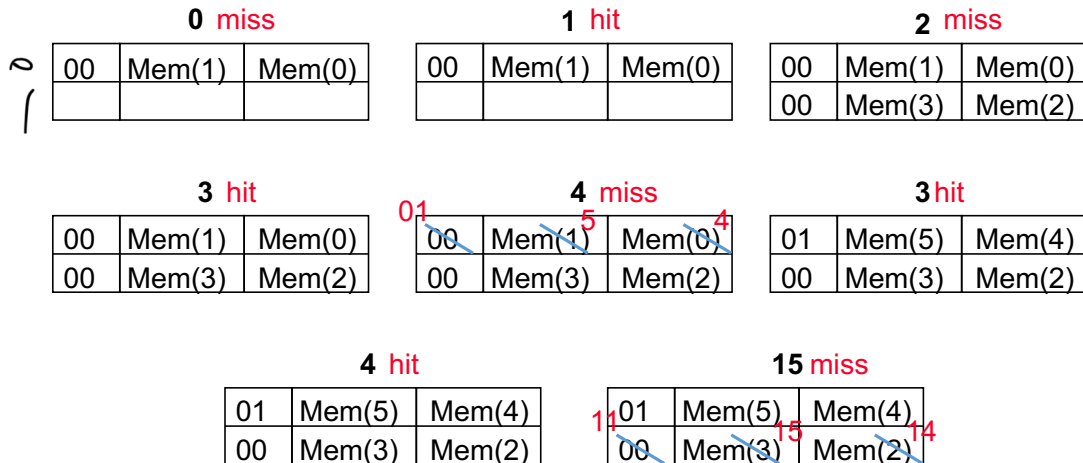 0 miss 1 hit 2 miss
0 00 Mem(1) Mem(0) 00 Mem(1) Mem(0) 00 Mem(1) Mem(0)
1 00 Mem(3) Mem(2)
3 hit 4 miss 3 hit
01 5 4
00 Mem(1) Mem(0) 00 Mem(1) Mem(0) 01 Mem(5) Mem(4)
00 Mem(3) Mem(2) 00 Mem(3) Mem(2) 00 Mem(3) Mem(2)
4 hit 15 miss
01 Mem(5) Mem(4) 01 Mem(5) Mem(4)
11 15 14
00 Mem(3) Mem(2) 00 Mem(3) Mem(2)